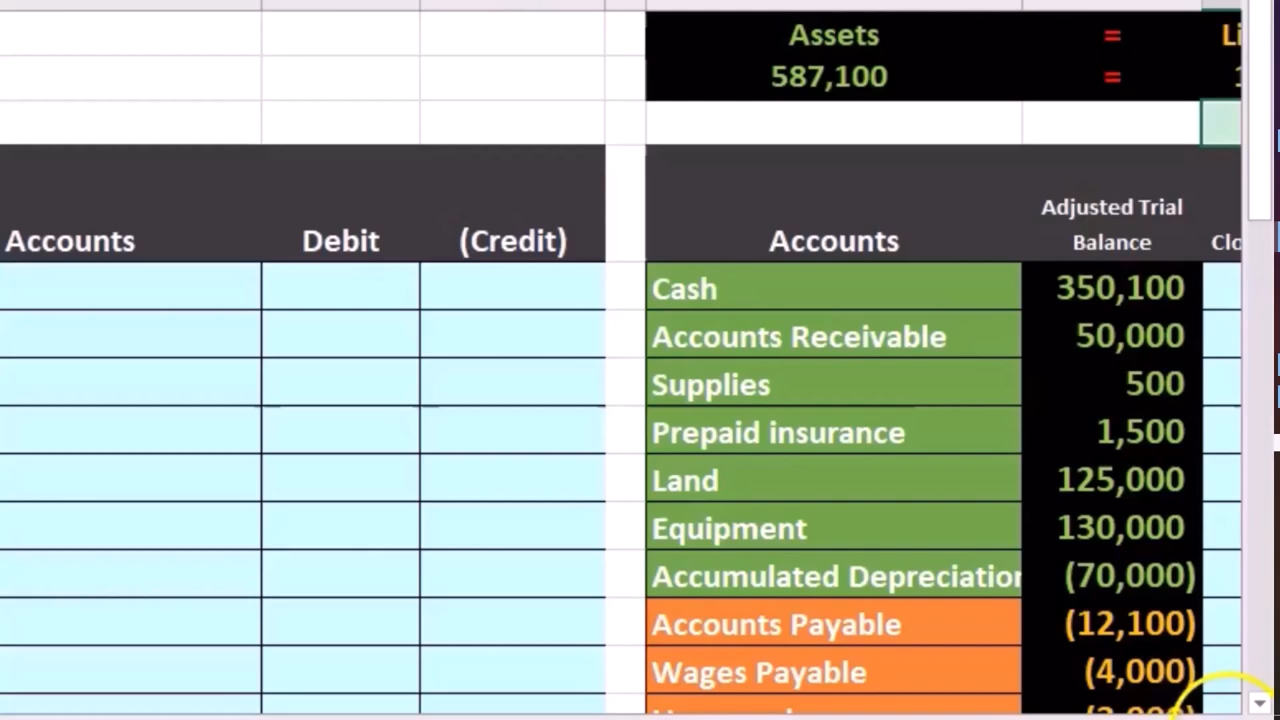 Assets =
587,100 =
Adjusted Trial
Accounts Debit (Credit) Accounts Balance
Cash 350,100
Accounts Receivable 50,000
Supplies 500
Prepaid insurance 1,500
Land 125,000
Equipment 130,000
Accumulated Depreciation (70,000)
Accounts Payable (12,100)
Wages Payable (4,000)